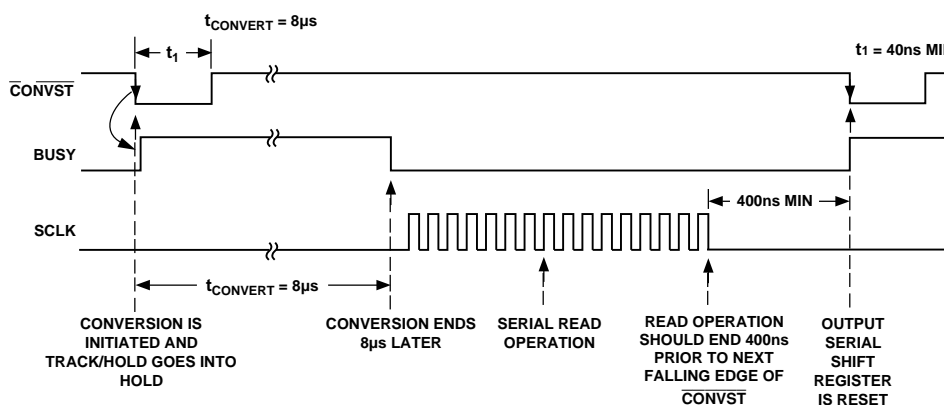 tCONVERT = 8µs
t1
t1 = 40ns MIN
CONVST
BUSY
400ns MIN
SCLK
tCONVERT = 8µs
CONVERSION IS
INITIATED AND
TRACK/HOLD GOES INTO
HOLD
CONVERSION ENDS
8µs LATER
SERIAL READ
OPERATION
READ OPERATION
SHOULD END 400ns
PRIOR TO NEXT
FALLING EDGE OF
CONVST
OUTPUT
SERIAL
SHIFT
REGISTER
IS RESET